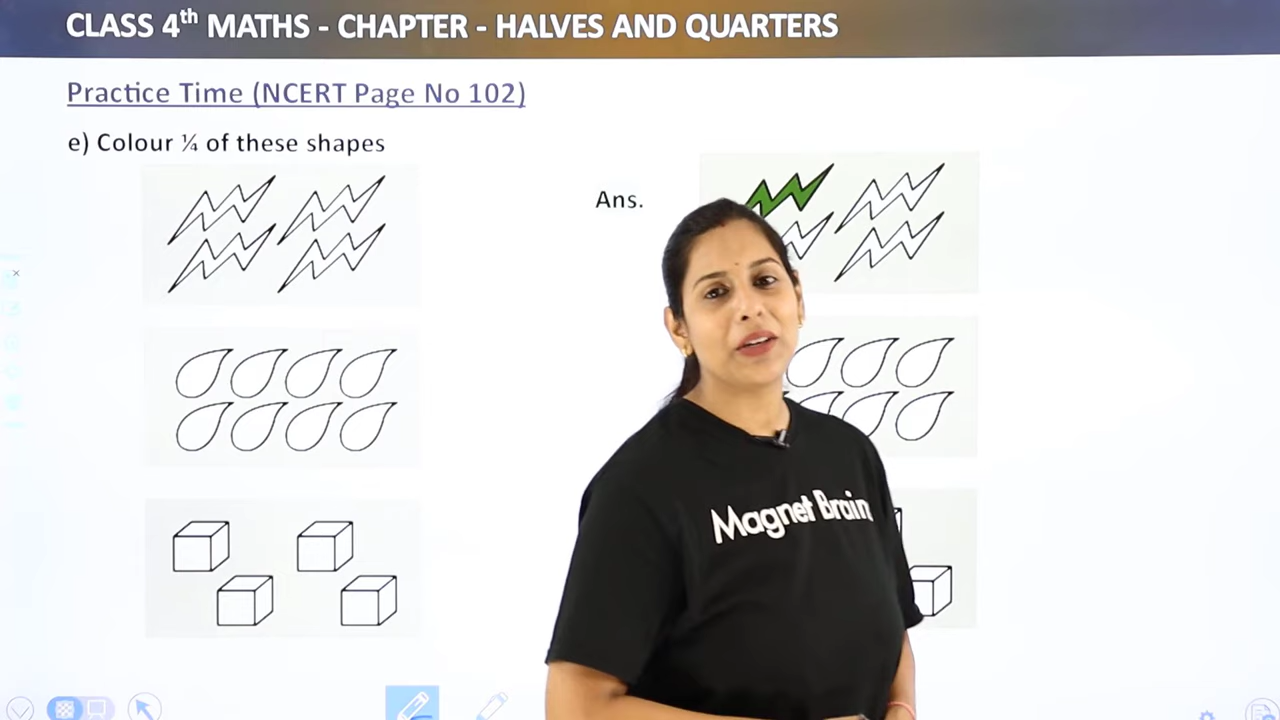 CLASS 4th MATHS - CHAPTER - HALVES AND QUARTERS
Practice Time (NCERT Page No 102)
e) Colour ¼ of these shapes
Ans.
Magnet Brain